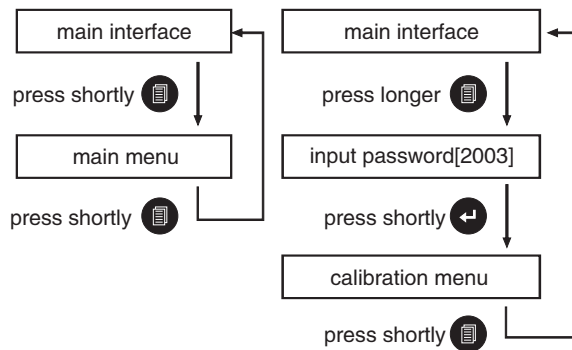 main interface
press shortly
main menu
press shortly
main interface
press longer
input password[2003]
press shortly
calibration menu
press shortly